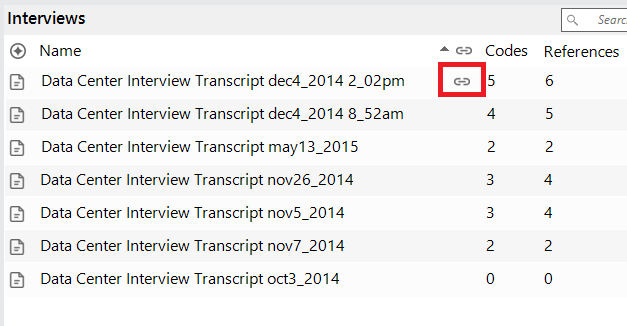 Interviews Search
Name Codes References
Data Center Interview Transcript dec4_2014 2_02pm 5 6
Data Center Interview Transcript dec4_2014 8_52am 4 5
Data Center Interview Transcript may13_2015 2 2
Data Center Interview Transcript nov26_2014 3 4
Data Center Interview Transcript nov5_2014 3 4
Data Center Interview Transcript nov7_2014 2 2
Data Center Interview Transcript oct3_2014 0 0